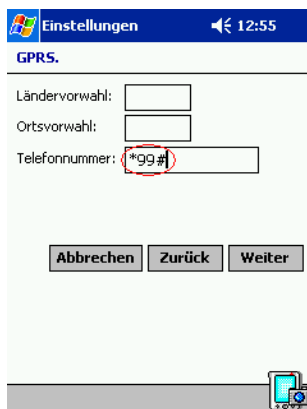 Einstellungen 12:55
GPRS.
Ländervorwahl:
Ortsvorwahl:
Telefonnummer: *99#
Abbrechen Zurück Weiter